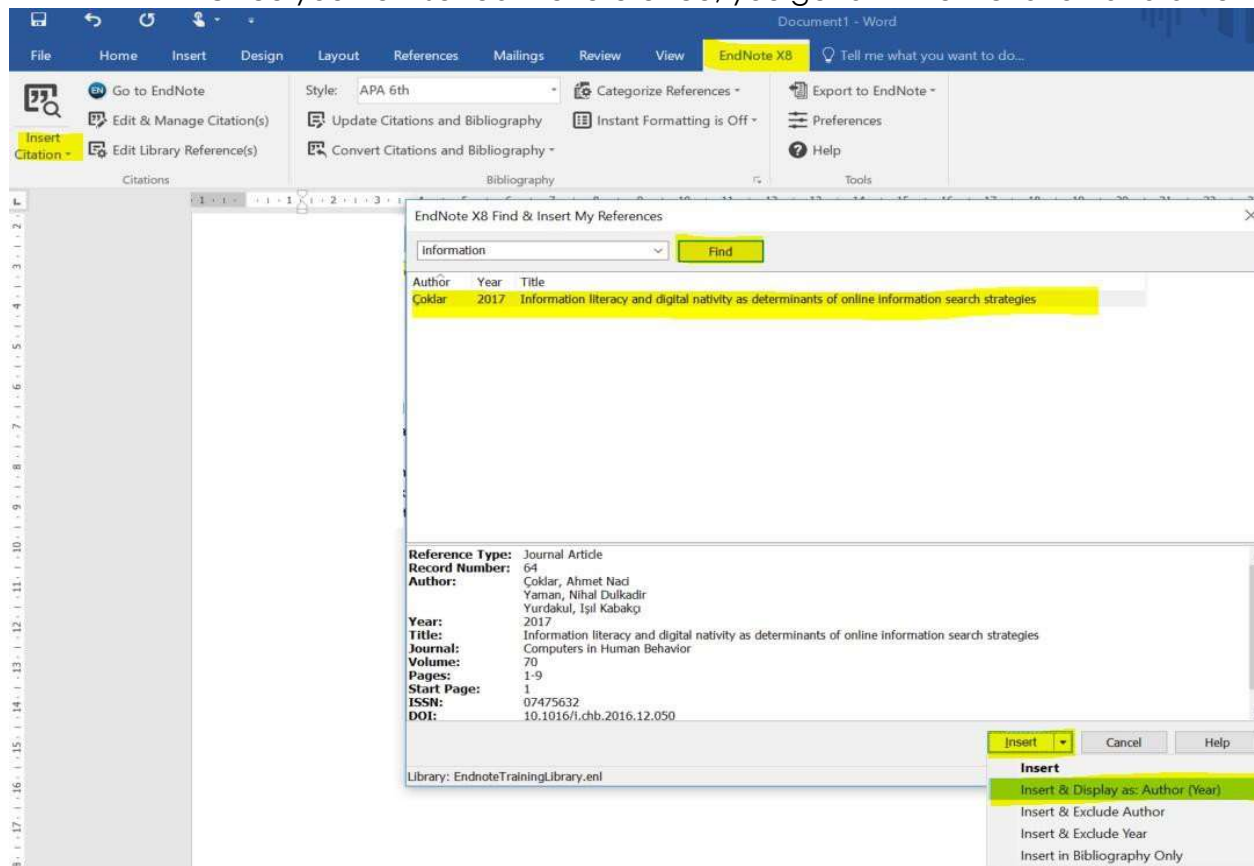 Document1 - Word
File Home Insert Design Layout References Mailings Review View EndNote X8 Tell me what you want to do...
Go to EndNote
Edit & Manage Citation(s)
Edit Library Reference(s)
Insert
Citation
Citations
Style: APA 6th
Update Citations and Bibliography
Convert Citations and Bibliography
Bibliography
Categorize References
Instant Formatting is Off
Export to EndNote
Preferences
Help
Tools
EndNote X8 Find & Insert My References
information
Find
Author Year Title
Çoklar 2017 Information literacy and digital nativity as determinants of online information search strategies
Reference Type: Journal Article
Record Number: 64
Author: Çoklar, Ahmet Naci
Yaman, Nihal Dulkadir
Yurdakul, Işıl Kabakçı
Year: 2017
Title: Information literacy and digital nativity as determinants of online information search strategies
Journal: Computers in Human Behavior
Volume: 70
Pages: 1-9
Start Page: 1
ISSN: 07475632
DOI: 10.1016/j.chb.2016.12.050
Insert Cancel Help
Library: EndnoteTrainingLibrary.enl
Insert
Insert & Display as: Author (Year)
Insert & Exclude Author
Insert & Exclude Year
Insert in Bibliography Only